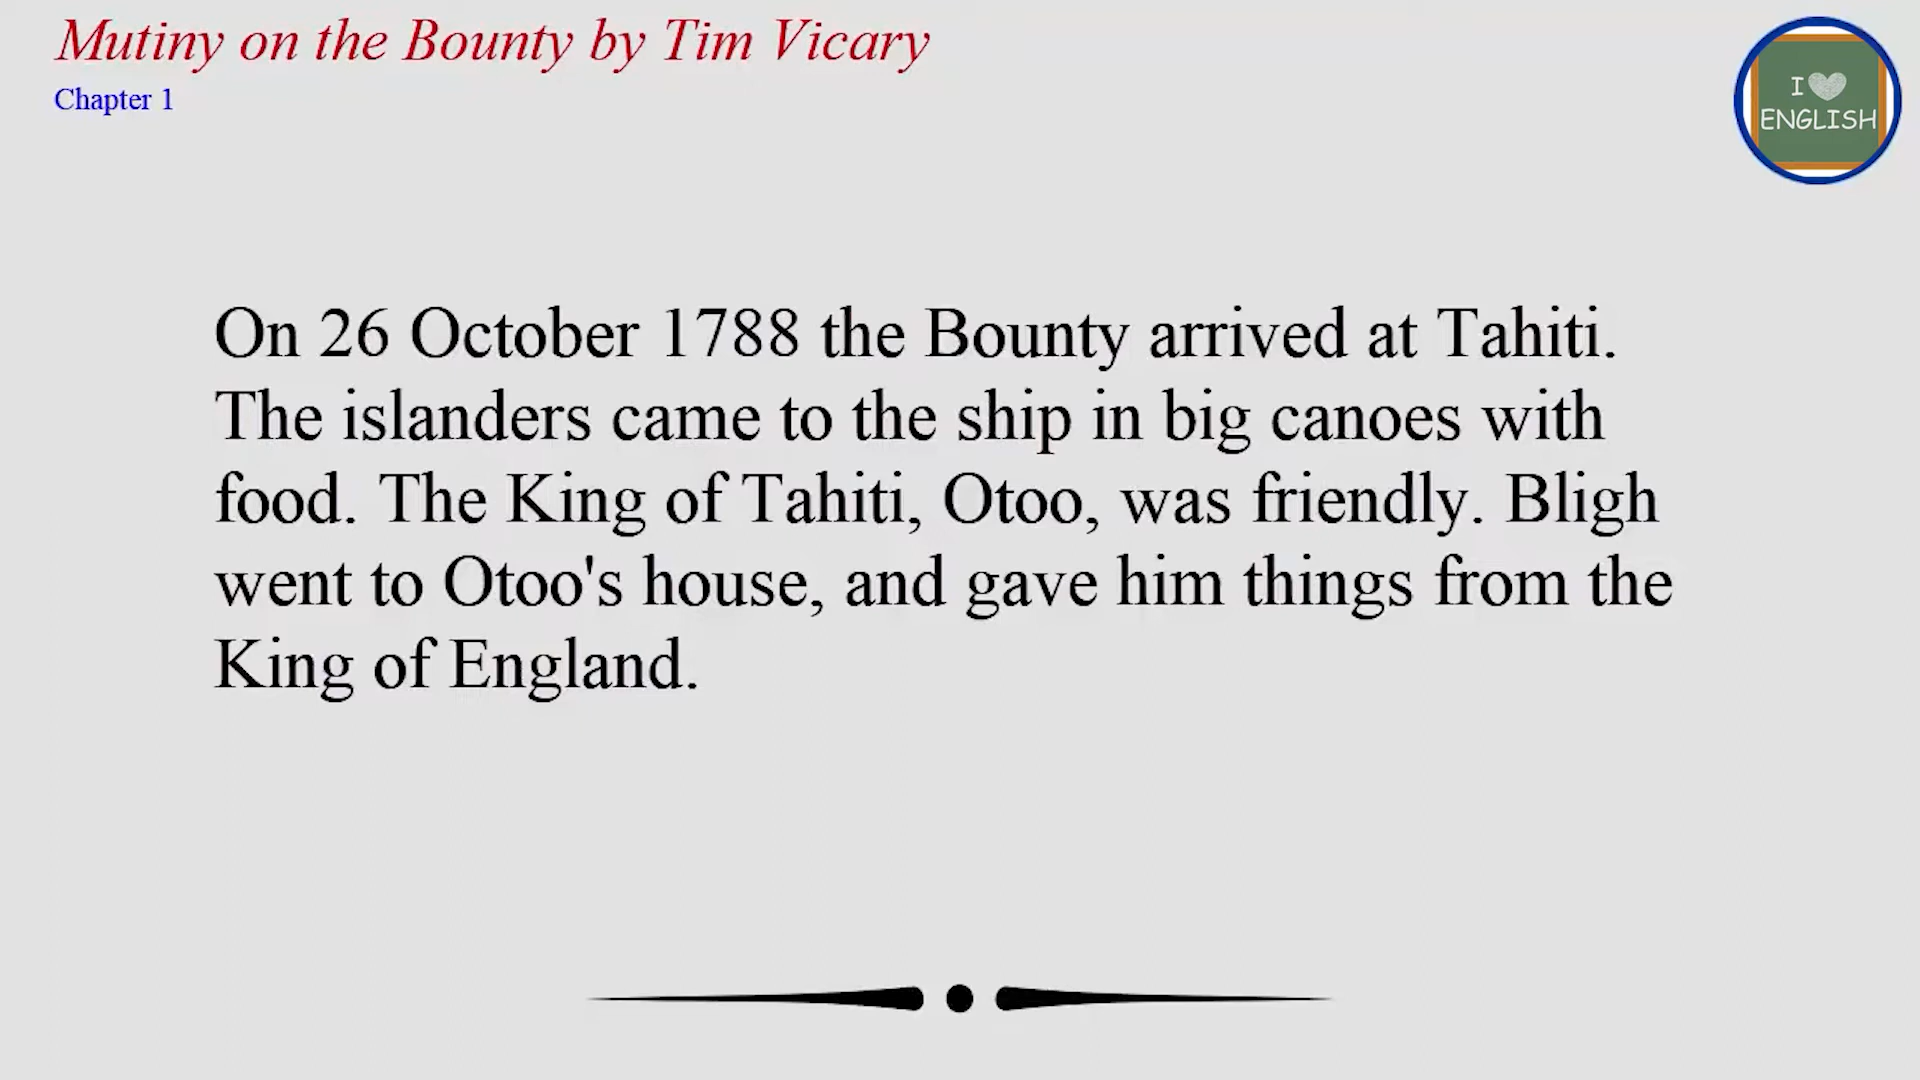 Mutiny on the Bounty by Tim Vicary
Chapter 1
I
ENGLISH
On 26 October 1788 the Bounty arrived at Tahiti.
The islanders came to the ship in big canoes with
food. The King of Tahiti, Otoo, was friendly. Bligh
went to Otoo's house, and gave him things from the
King of England.